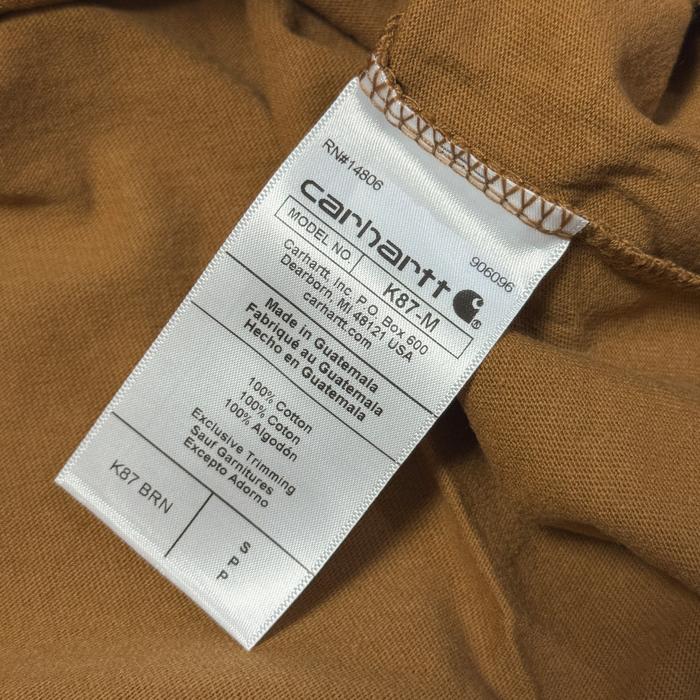 RN#14806
906096
carhartt®
MODEL NO. K87-M
Carhartt, Inc. P.O. Box 600
Dearborn, MI 48121 USA
carhartt.com
Made in Guatemala
Fabriqué au Guatemala
Hecho en Guatemala
100% Cotton
100% Coton
100% Algodón
Exclusive Trimming
Sauf Garnitures
Excepto Adorno
K87 BRN
S
P
P